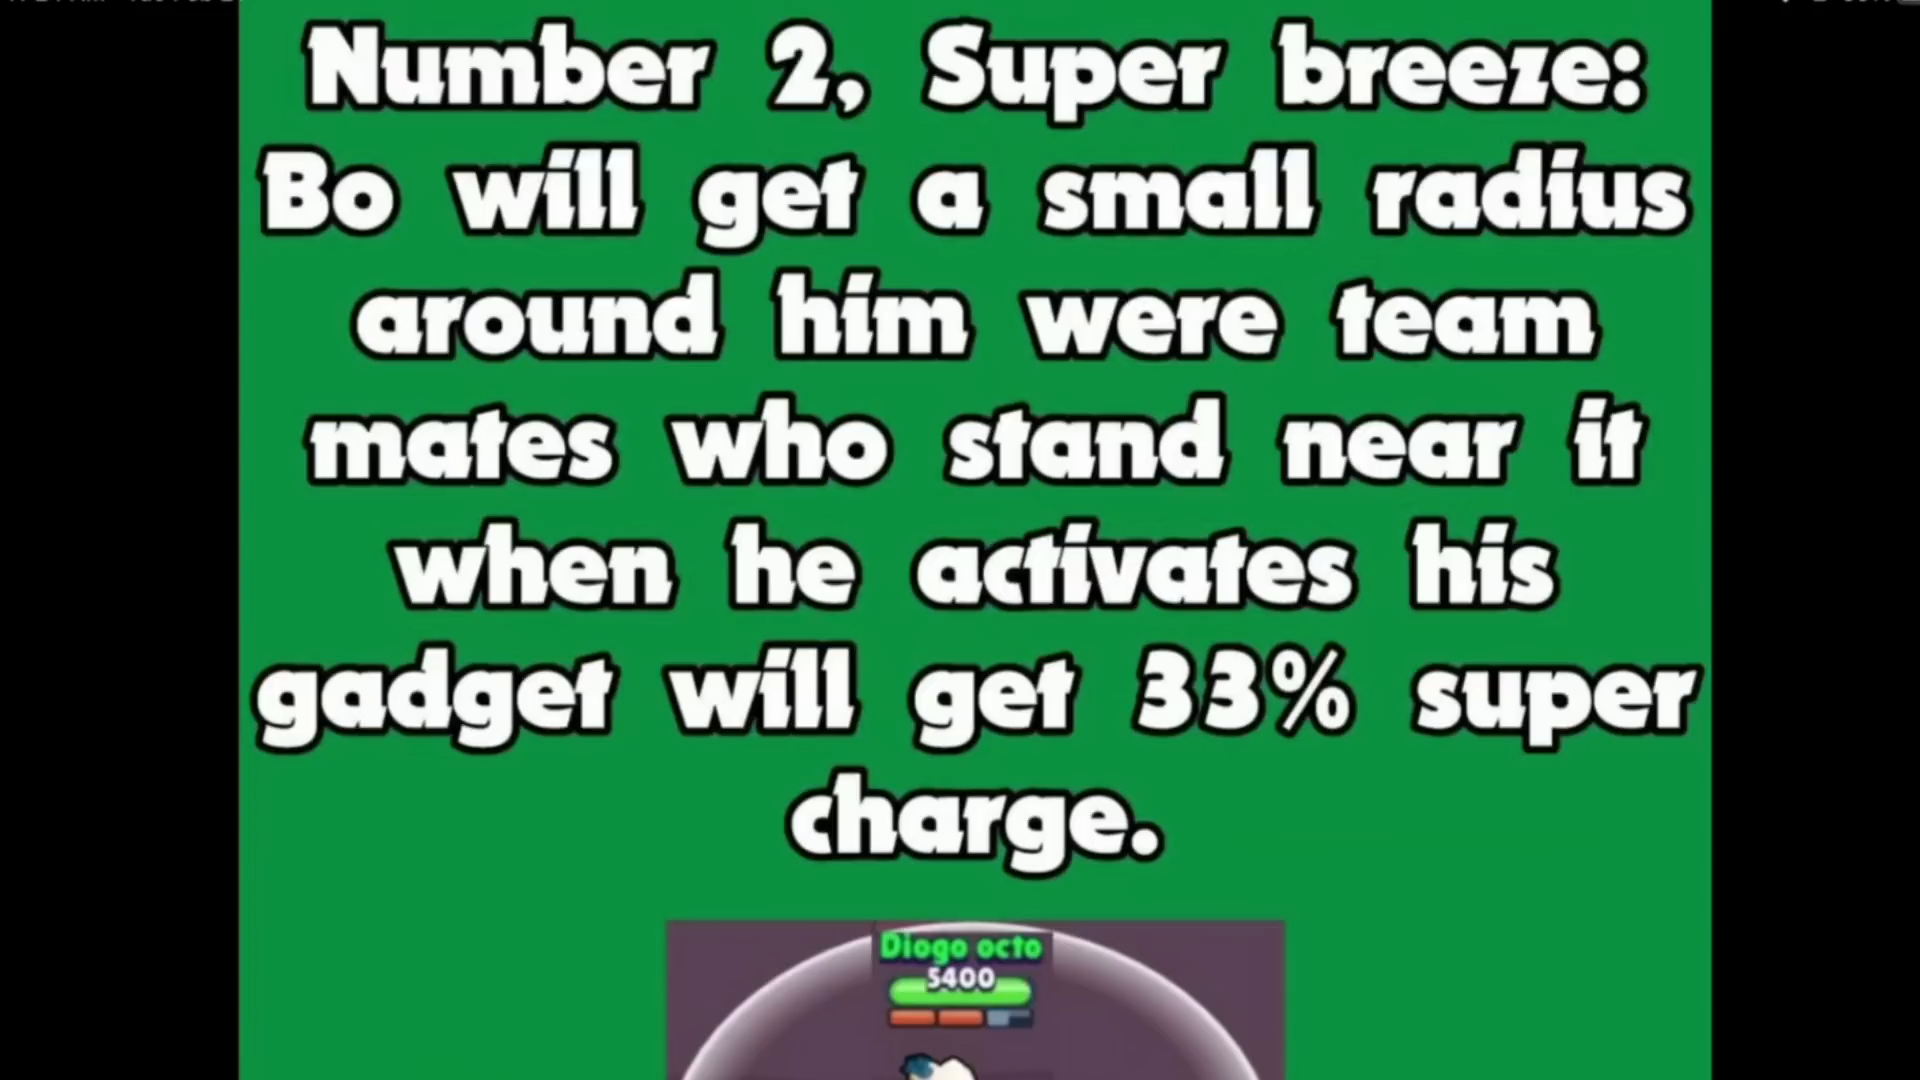 Number 2, Super breeze:
Bo will get a small radius
around him were team
mates who stand near it
when he activates his
gadget will get 33% super
charge.
Diogo octo
5400